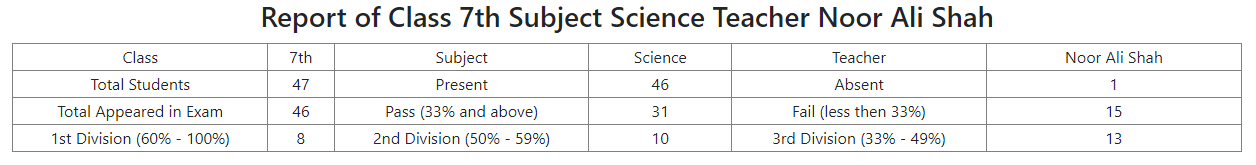 Report of Class 7th Subject Science Teacher Noor Ali Shah
Class 7th Subject Science Teacher Noor Ali Shah
Total Students 47 Present 46 Absent 1
Total Appeared in Exam 46 Pass (33% and above) 31 Fail (less then 33%) 15
1st Division (60% - 100%) 8 2nd Division (50% - 59%) 10 3rd Division (33% - 49%) 13